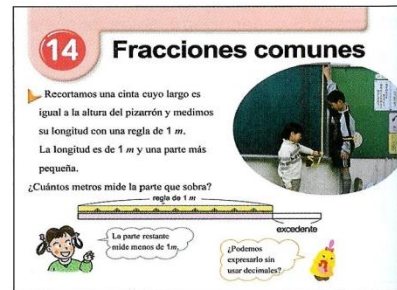 14 Fracciones comunes
Recortamos una cinta cuyo largo es
igual a la altura del pizarrón y medimos
su longitud con una regla de 1 m.
La longitud es de 1 m y una parte más
pequeña.
¿Cuántos metros mide la parte que sobra?
regla de 1 m
excedente
La parte restante
mide menos de 1m.
¿Podemos
expresarlo sin
usar decimales?